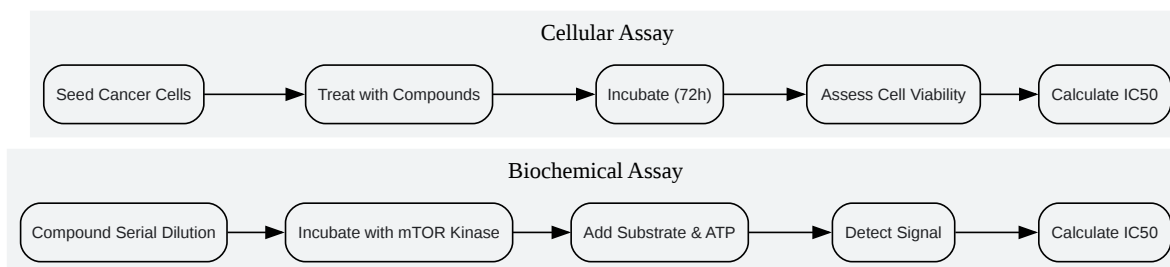 Cellular Assay
Seed Cancer Cells
Treat with Compounds
Incubate (72h)
Assess Cell Viability
Calculate IC50
Biochemical Assay
Compound Serial Dilution
Incubate with mTOR Kinase
Add Substrate & ATP
Detect Signal
Calculate IC50